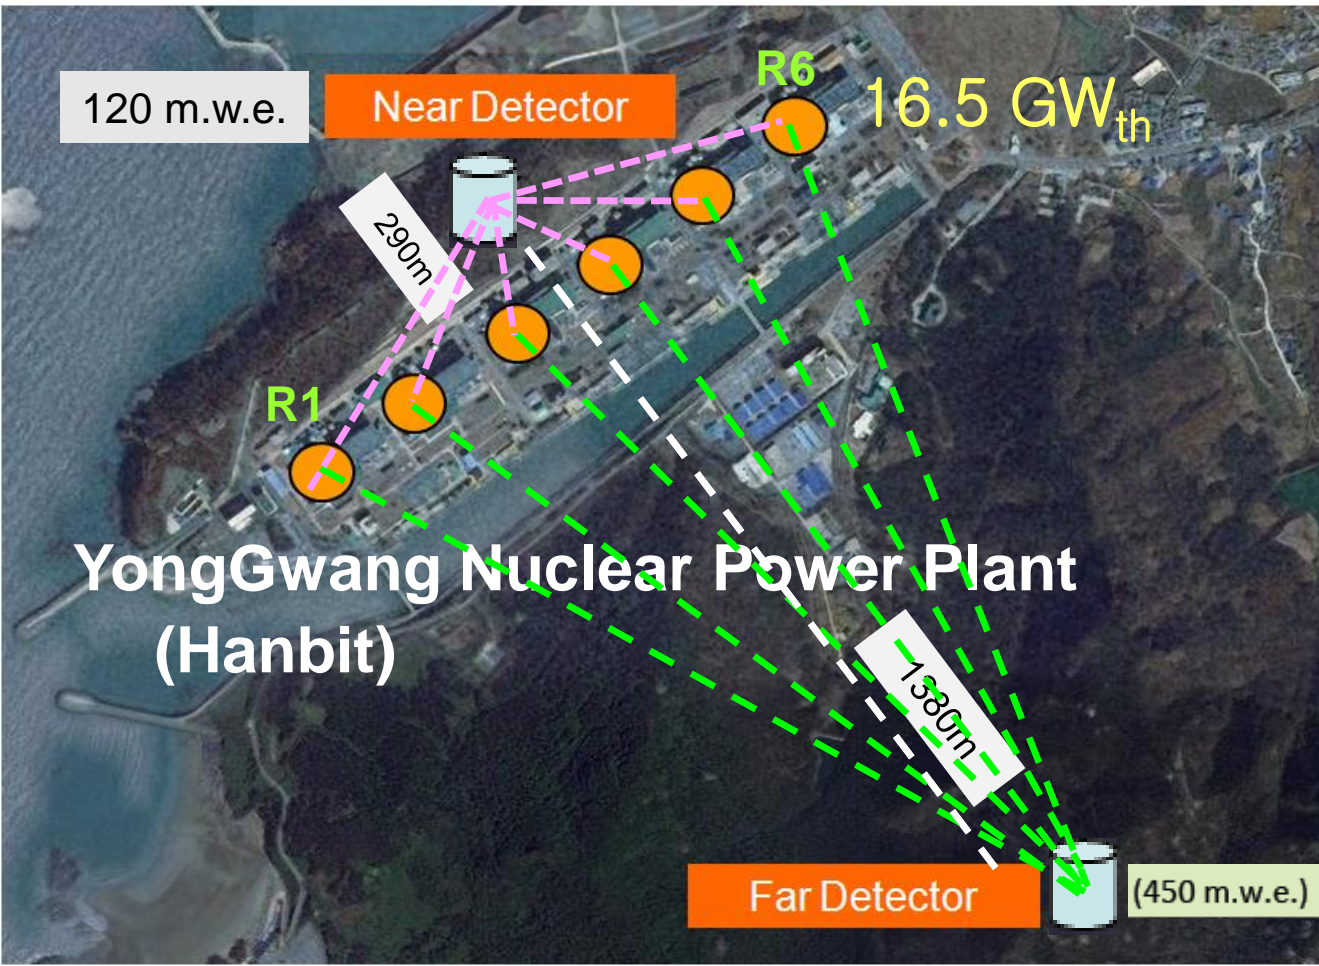 R6
16.5 GWth
120 m.w.e.
Near Detector
290m
R1
YongGwang Nuclear Power Plant
(Hanbit)
1380m
Far Detector
(450 m.w.e.)